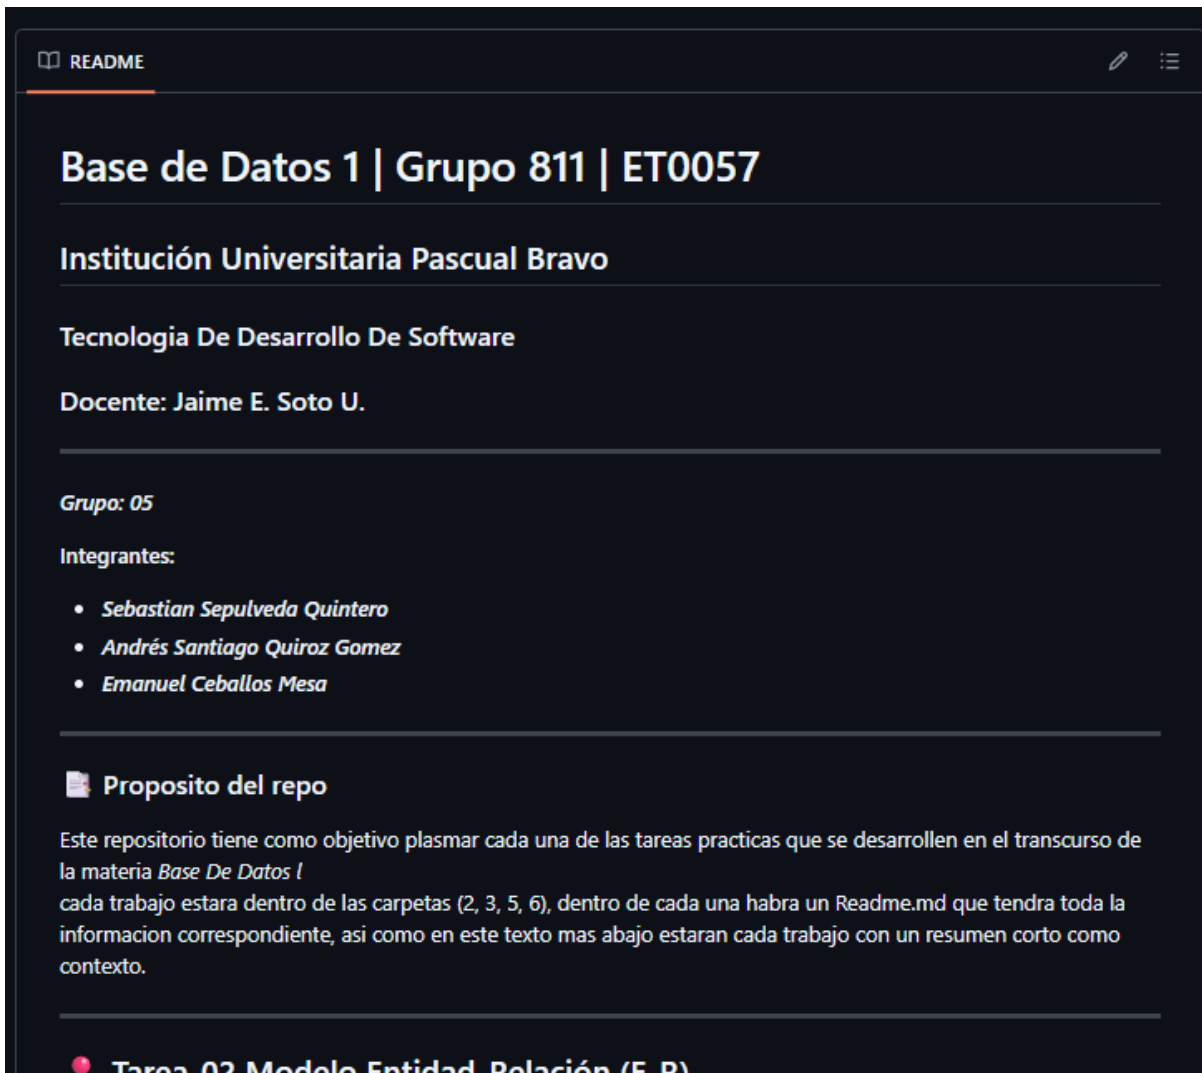 README
Base de Datos 1 | Grupo 811 | ET0057
Institución Universitaria Pascual Bravo
Tecnologia De Desarrollo De Software
Docente: Jaime E. Soto U.
Grupo: 05
Integrantes:
Sebastian Sepulveda Quintero
Andrés Santiago Quiroz Gomez
Emanuel Ceballos Mesa
Proposito del repo
Este repositorio tiene como objetivo plasmar cada una de las tareas practicas que se desarrollen en el transcurso de
la materia Base De Datos l
cada trabajo estara dentro de las carpetas (2, 3, 5, 6), dentro de cada una habra un Readme.md que tendra toda la
informacion correspondiente, asi como en este texto mas abajo estaran cada trabajo con un resumen corto como
contexto.
Tarea 02 Modelo Entidad-Relación (E-R)